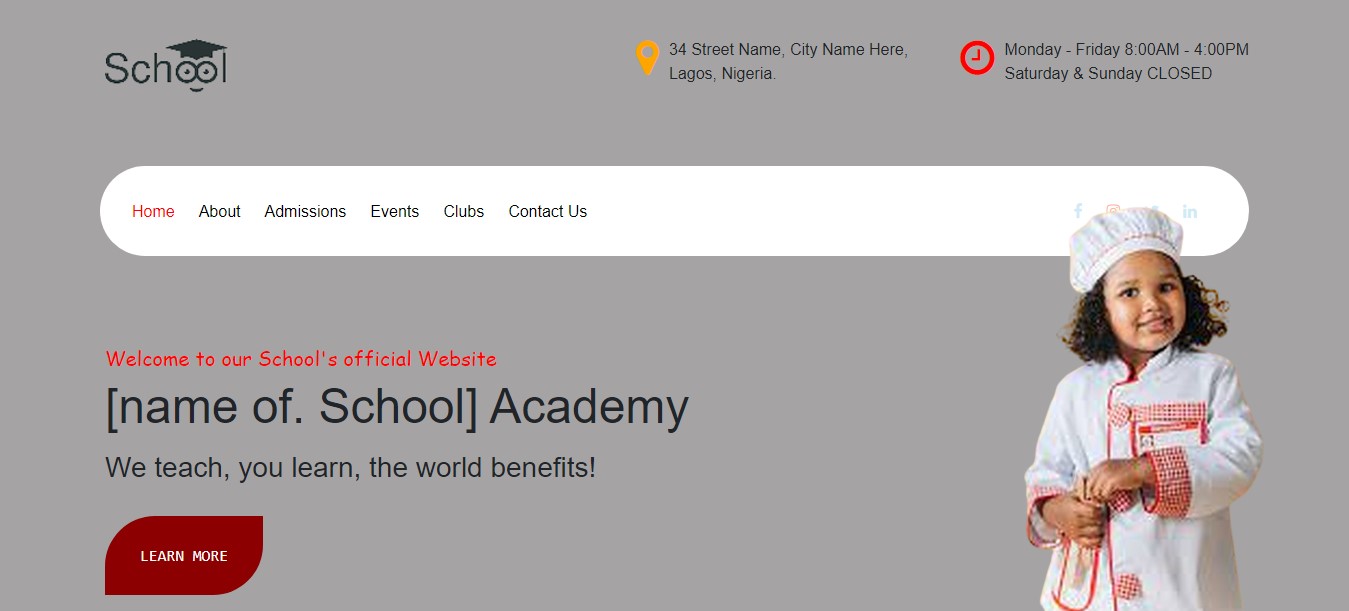 School
34 Street Name, City Name Here,
Lagos, Nigeria.
Monday - Friday 8:00AM - 4:00PM
Saturday & Sunday CLOSED
Home About Admissions Events Clubs Contact Us
f in
Welcome to our School's official Website
[name of. School] Academy
We teach, you learn, the world benefits!
LEARN MORE